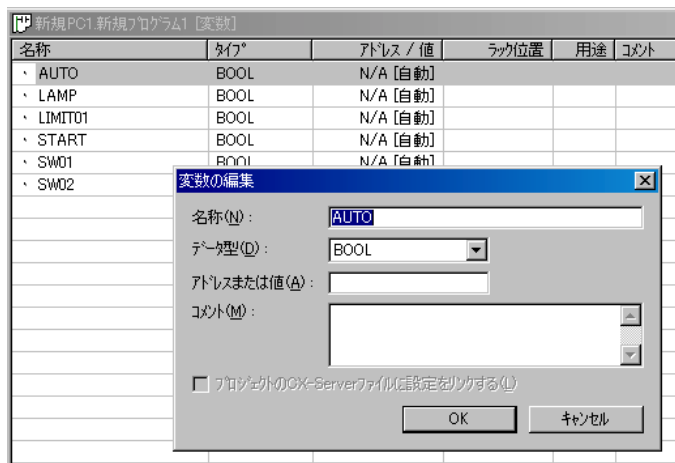 新規PC1.新規プログラム1 [変数]
名称 タイプ アドレス / 値 ラック位置 用途 コメント
・ AUTO BOOL N/A [自動]
・ LAMP BOOL N/A [自動]
・ LIMIT01 BOOL N/A [自動]
・ START BOOL N/A [自動]
・ SW01 BOOL N/A [自動]
・ SW02
変数の編集
名称(N) : AUTO
データ型(D) : BOOL
アドレスまたは値(A) :
コメント(M) :
プロジェクトのCX-Serverファイルに設定をリンクする(L)
OK キャンセル